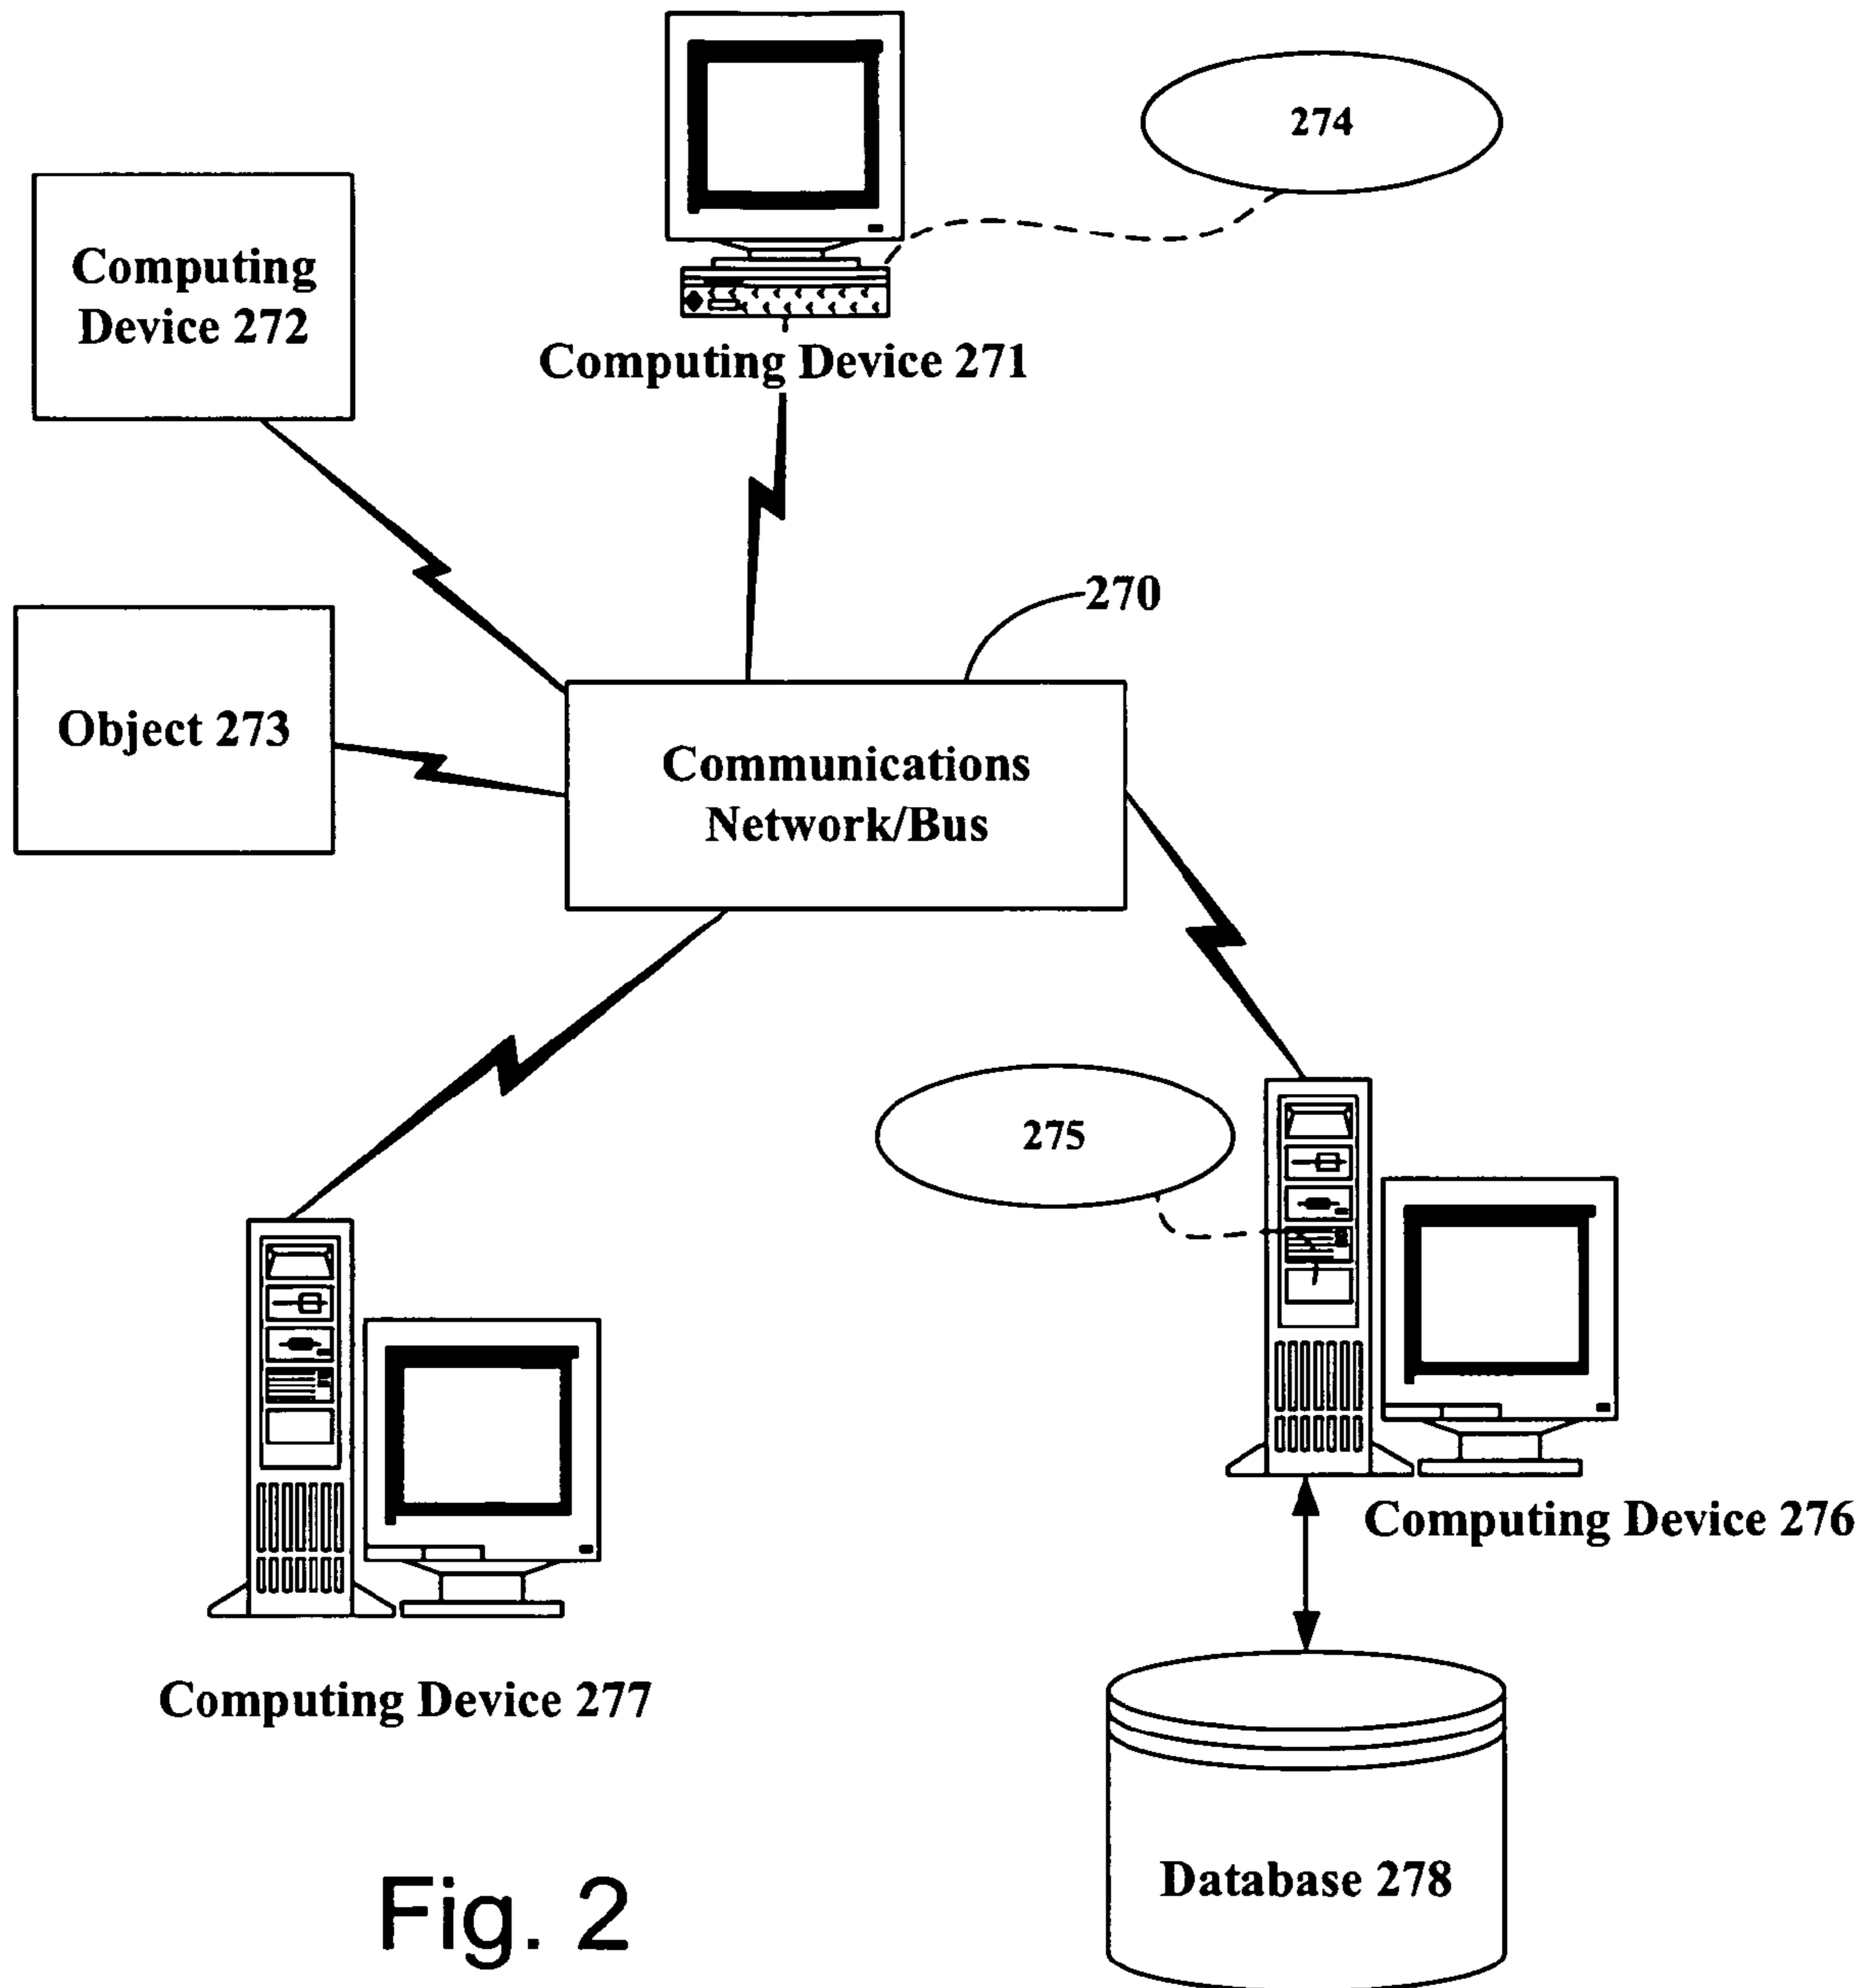 274
Computing
Device 272
Computing Device 271
270
Object 273
Communications
Network/Bus
275
Computing Device 276
Computing Device 277
Database 278
Fig. 2